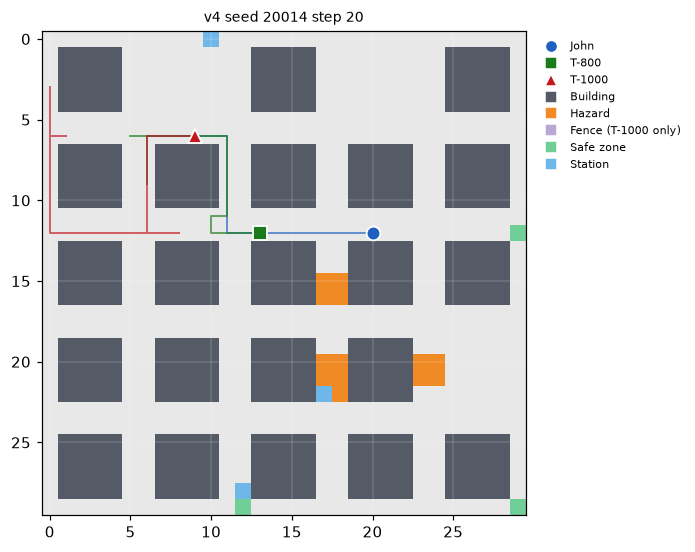 v4 seed 20014 step 20
John
T-800
T-1000
Building
Hazard
Fence (T-1000 only)
Safe zone
Station
0
5
10
15
20
25
0 5 10 15 20 25